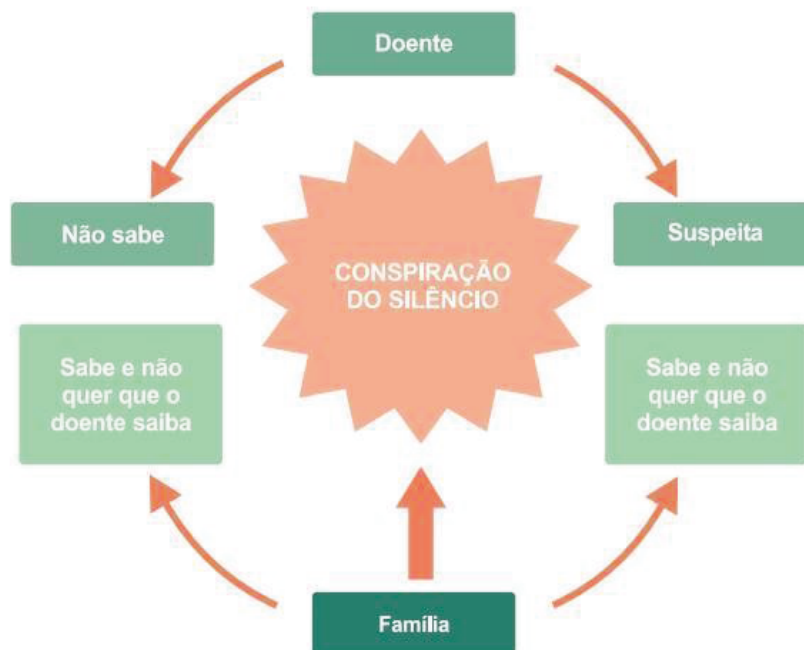 Doente
Não sabe
Suspeita
CONSPIRAÇÃO
DO SILÊNCIO
Sabe e não
quer que o
doente saiba
Sabe e não
quer que o
doente saiba
Família